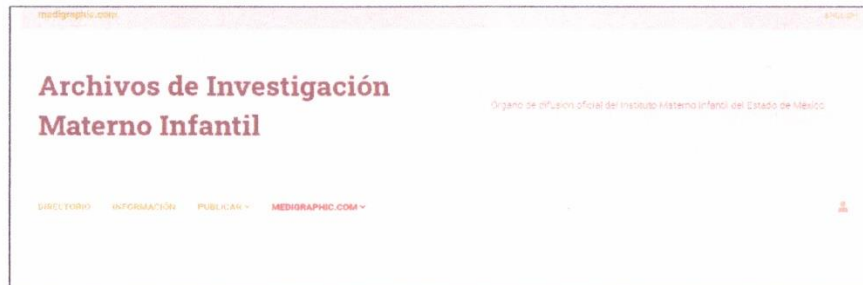 medigraphic.com
ENGLISH
Archivos de Investigación
Materno Infantil
Órgano de difusión oficial del Instituto Materno Infantil del Estado de México
DIRECTORIO INFORMACIÓN PUBLICAR MEDIGRAPHIC.COM